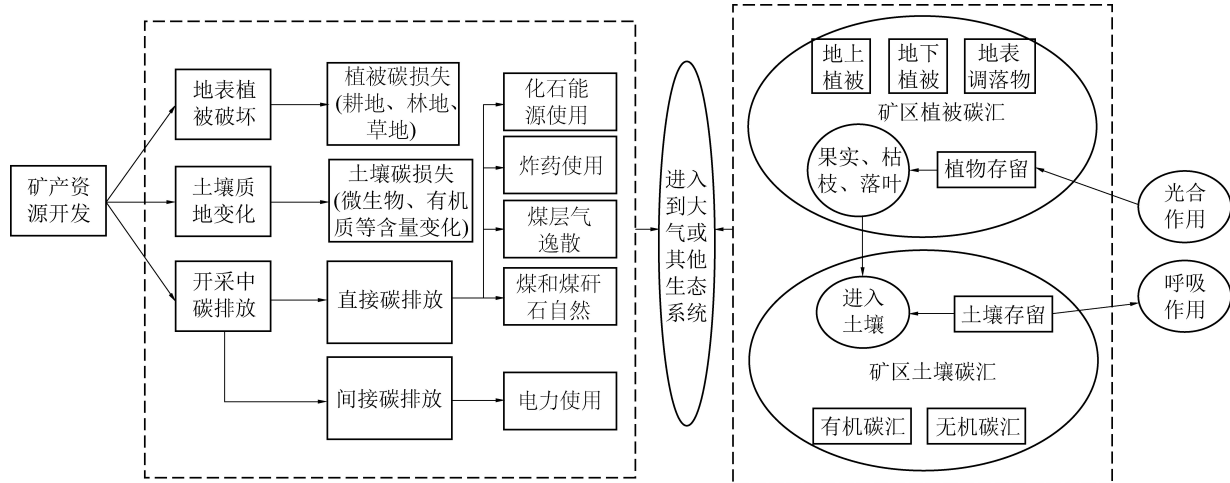 矿产资
源开发
地表植
被破坏
植被碳损失
(耕地、林地、
草地)
土壤质
地变化
土壤碳损失
(微生物、有机
质等含量变化)
开采中
碳排放
直接碳排放
间接碳排放
化石能
源使用
炸药使用
煤层气
逸散
煤和煤矸
石自然
电力使用
进入
到大
气或
其他
生态
系统
地上
植被
地下
植被
地表
调落物
矿区植被碳汇
果实、枯
枝、落叶
植物存留
光合
作用
进入
土壤
土壤存留
呼吸
作用
矿区土壤碳汇
有机碳汇
无机碳汇